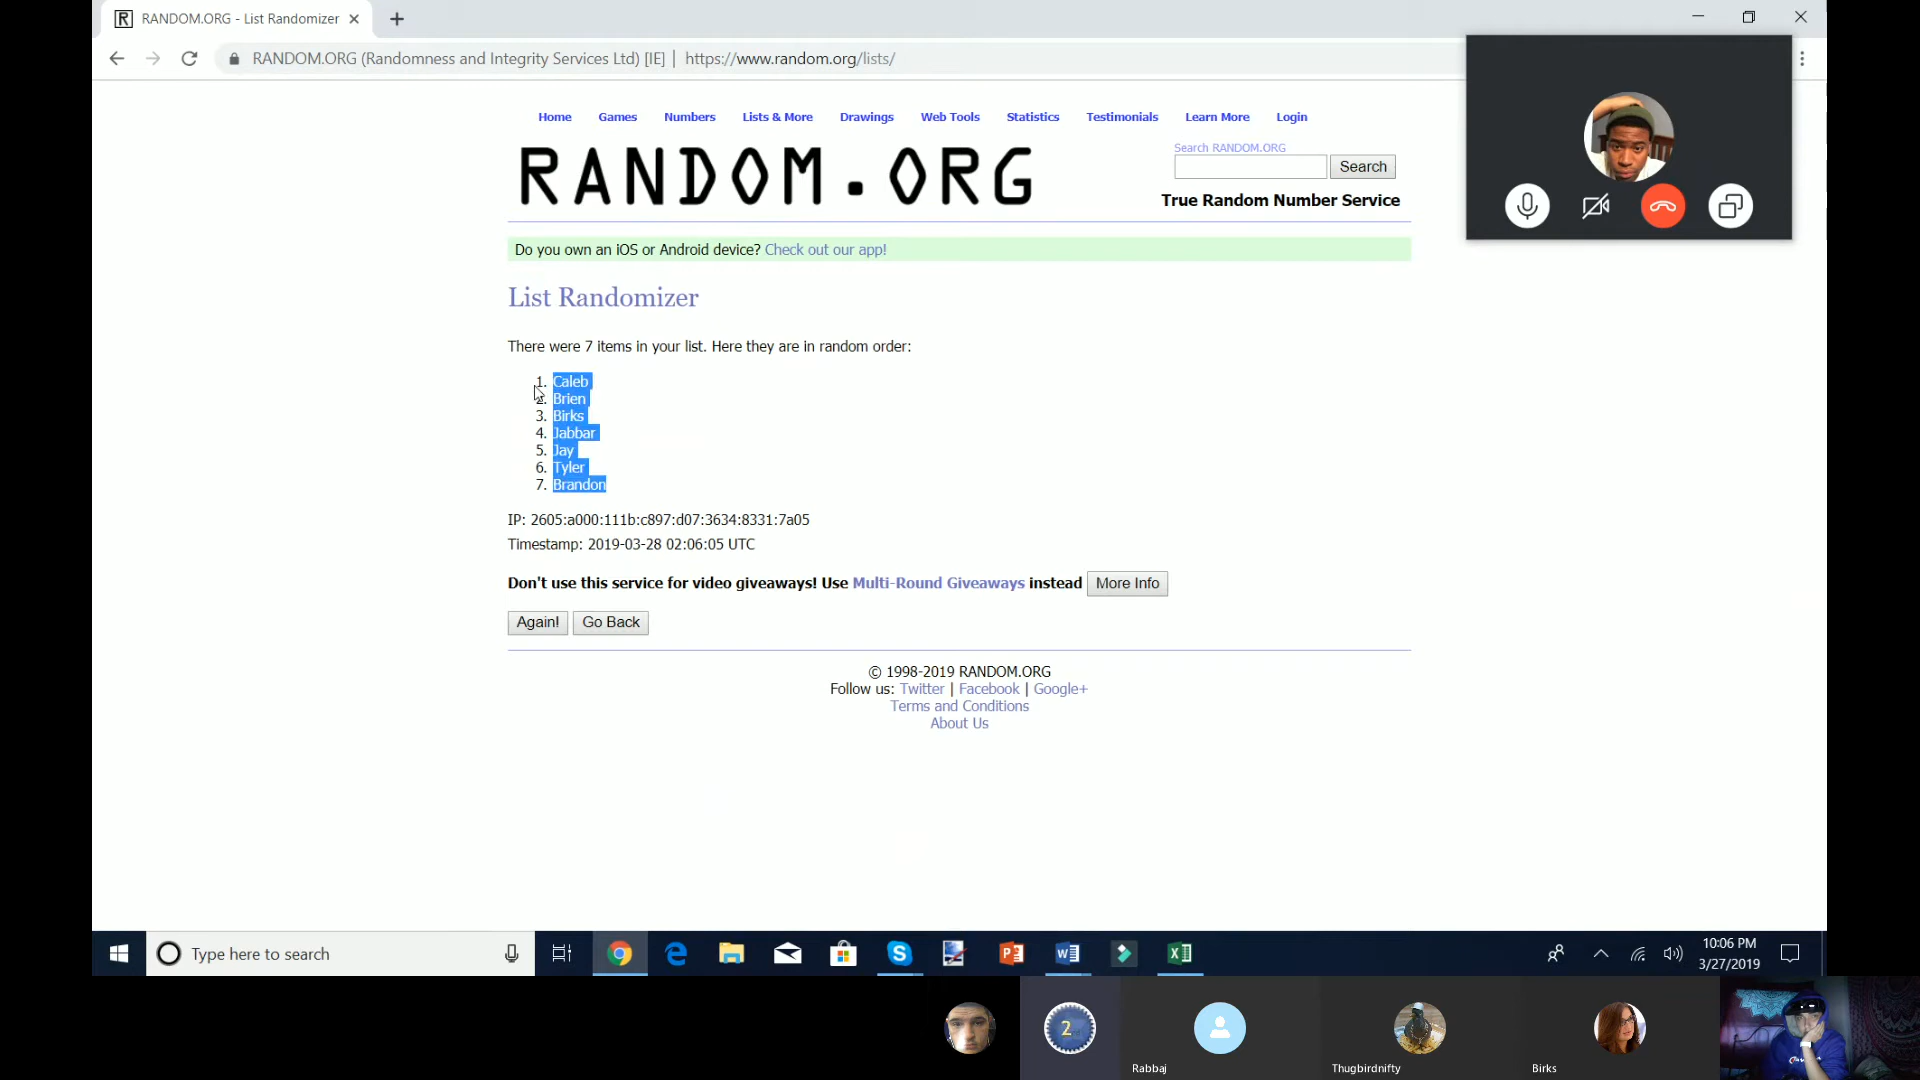 RANDOM.ORG - List Randomizer
RANDOM.ORG (Randomness and Integrity Services Ltd) [IE] | https://www.random.org/lists/
Home Games Numbers Lists & More Drawings Web Tools Statistics Testimonials Learn More Login
RANDOM.ORG
Search RANDOM.ORG
Search
True Random Number Service
Do you own an iOS or Android device? Check out our app!
List Randomizer
There were 7 items in your list. Here they are in random order:
1. Caleb
2. Brien
3. Birks
4. Jabbar
5. Jay
6. Tyler
7. Brandon
IP: 2605:a000:111b:c897:d07:3634:8331:7a05
Timestamp: 2019-03-28 02:06:05 UTC
Don't use this service for video giveaways! Use Multi-Round Giveaways instead More Info
Again! Go Back
© 1998-2019 RANDOM.ORG
Follow us: Twitter | Facebook | Google+
Terms and Conditions
About Us
Type here to search
10:06 PM
3/27/2019
2
Rabbaj
Thugbirdnifty
Birks